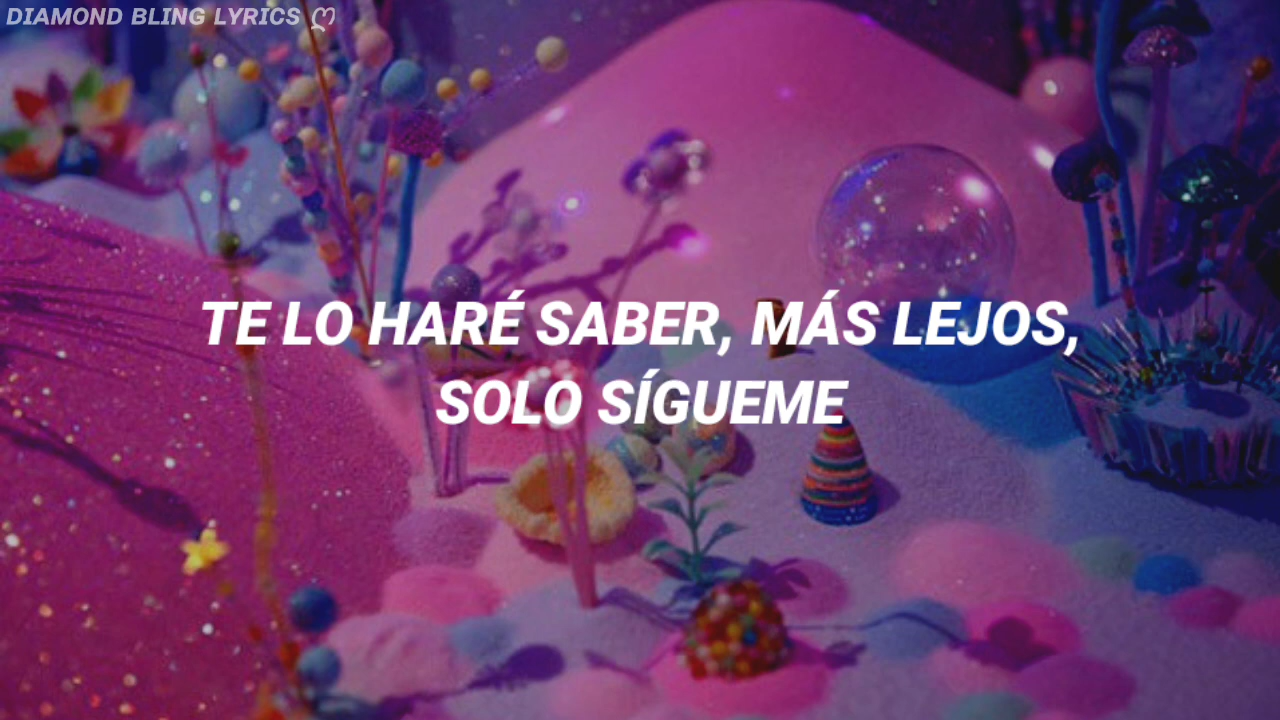 DIAMOND BLING LYRICS ღ
TE LO HARÉ SABER, MÁS LEJOS,
SOLO SÍGUEME